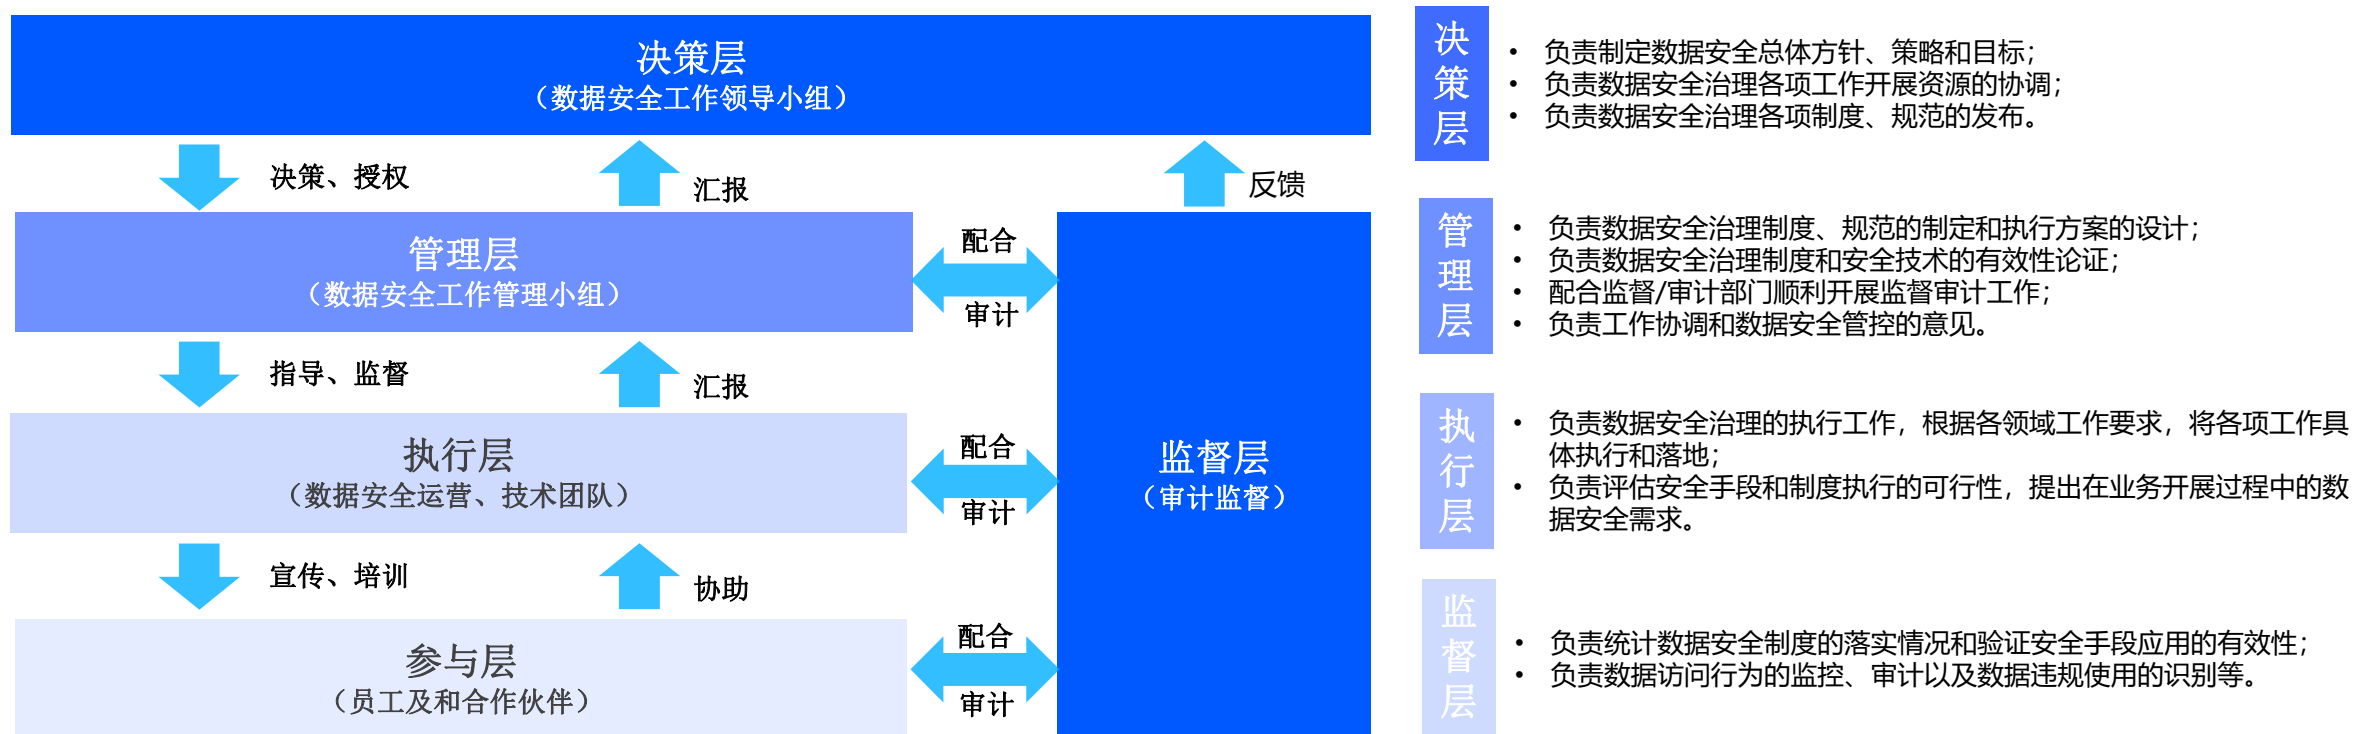 决策层
（数据安全工作领导小组）
决策、授权
汇报
反馈
管理层
（数据安全工作管理小组）
配合
审计
指导、监督
汇报
执行层
（数据安全运营、技术团队）
配合
审计
监督层
（审计监督）
宣传、培训
协助
参与层
（员工及和合作伙伴）
配合
审计
决策层
• 负责制定数据安全总体方针、策略和目标；
• 负责数据安全治理各项工作开展资源的协调；
• 负责数据安全治理各项制度、规范的发布。
管理层
• 负责数据安全治理制度、规范的制定和执行方案的设计；
• 负责数据安全治理制度和安全技术的有效性论证；
• 配合监督/审计部门顺利开展监督审计工作；
• 负责工作协调和数据安全管控的意见。
执行层
• 负责数据安全治理的执行工作，根据各领域工作要求，将各项工作具
体执行和落地；
• 负责评估安全手段和制度执行的可行性，提出在业务开展过程中的数
据安全需求。
监督层
• 负责统计数据安全制度的落实情况和验证安全手段应用的有效性；
• 负责数据访问行为的监控、审计以及数据违规使用的识别等。